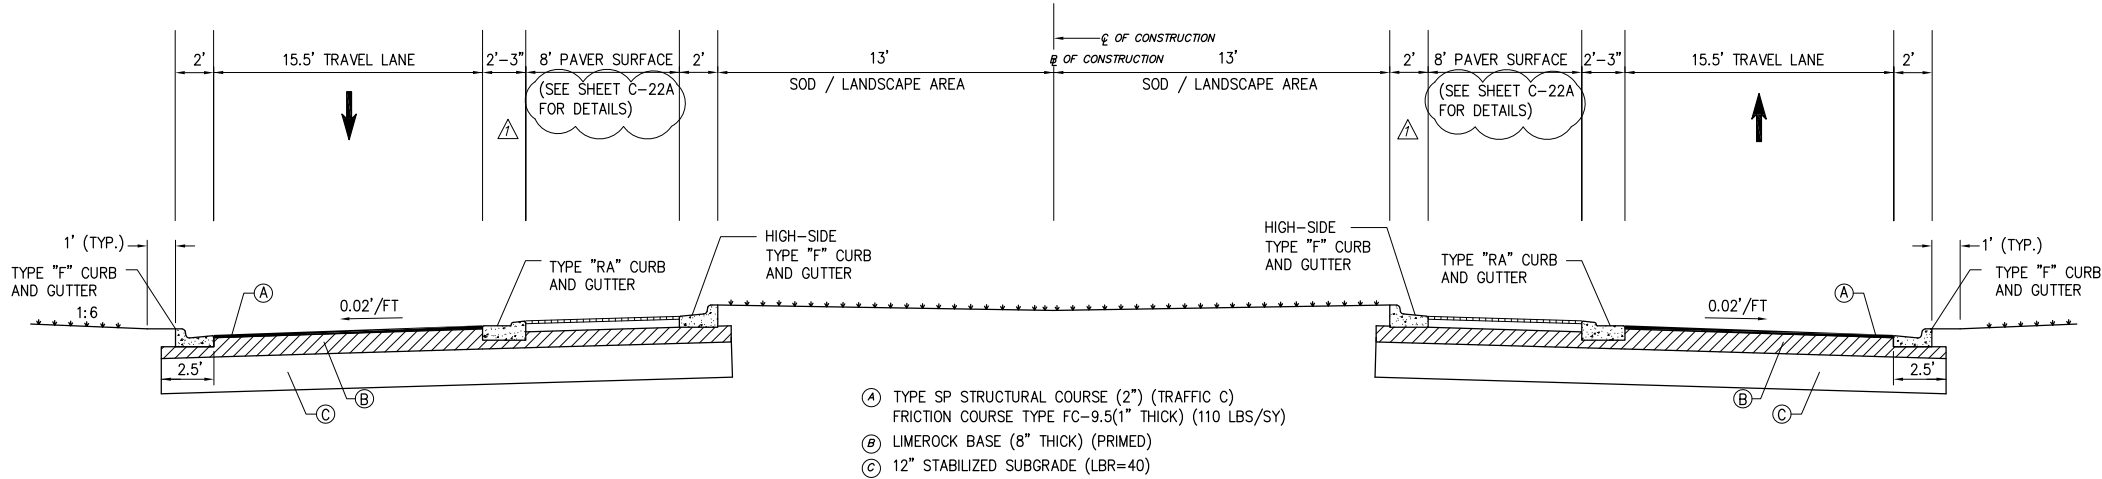 ℄ OF CONSTRUCTION
2' 15.5' TRAVEL LANE 2'-3" 8' PAVER SURFACE 2' 13' ⅊ OF CONSTRUCTION 13' 2' 8' PAVER SURFACE 2'-3" 15.5' TRAVEL LANE 2'
SOD / LANDSCAPE AREA
SOD / LANDSCAPE AREA
(SEE SHEET C-22A
FOR DETAILS)
(SEE SHEET C-22A
FOR DETAILS)
1
1
1' (TYP.)
TYPE "F" CURB
AND GUTTER
1:6
A
0.02'/FT
TYPE "RA" CURB
AND GUTTER
HIGH-SIDE
TYPE "F" CURB
AND GUTTER
HIGH-SIDE
TYPE "F" CURB
AND GUTTER
TYPE "RA" CURB
AND GUTTER
0.02'/FT
A
1' (TYP.)
TYPE "F" CURB
AND GUTTER
2.5'
C
B
B
C
2.5'
A TYPE SP STRUCTURAL COURSE (2") (TRAFFIC C)
FRICTION COURSE TYPE FC-9.5(1" THICK) (110 LBS/SY)
B LIMEROCK BASE (8" THICK) (PRIMED)
C 12" STABILIZED SUBGRADE (LBR=40)